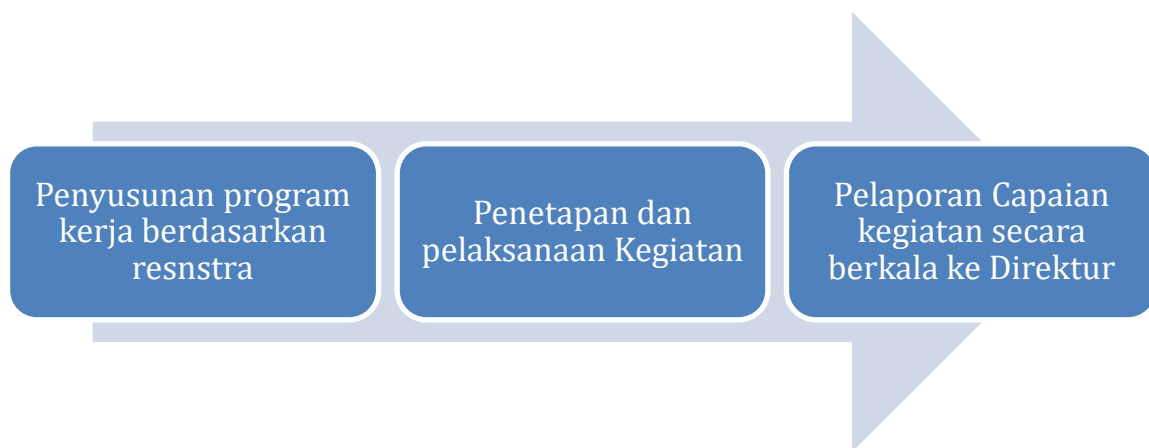 Penyusunan program
kerja berdasarkan
resnstra
Penetapan dan
pelaksanaan Kegiatan
Pelaporan Capaian
kegiatan secara
berkala ke Direktur